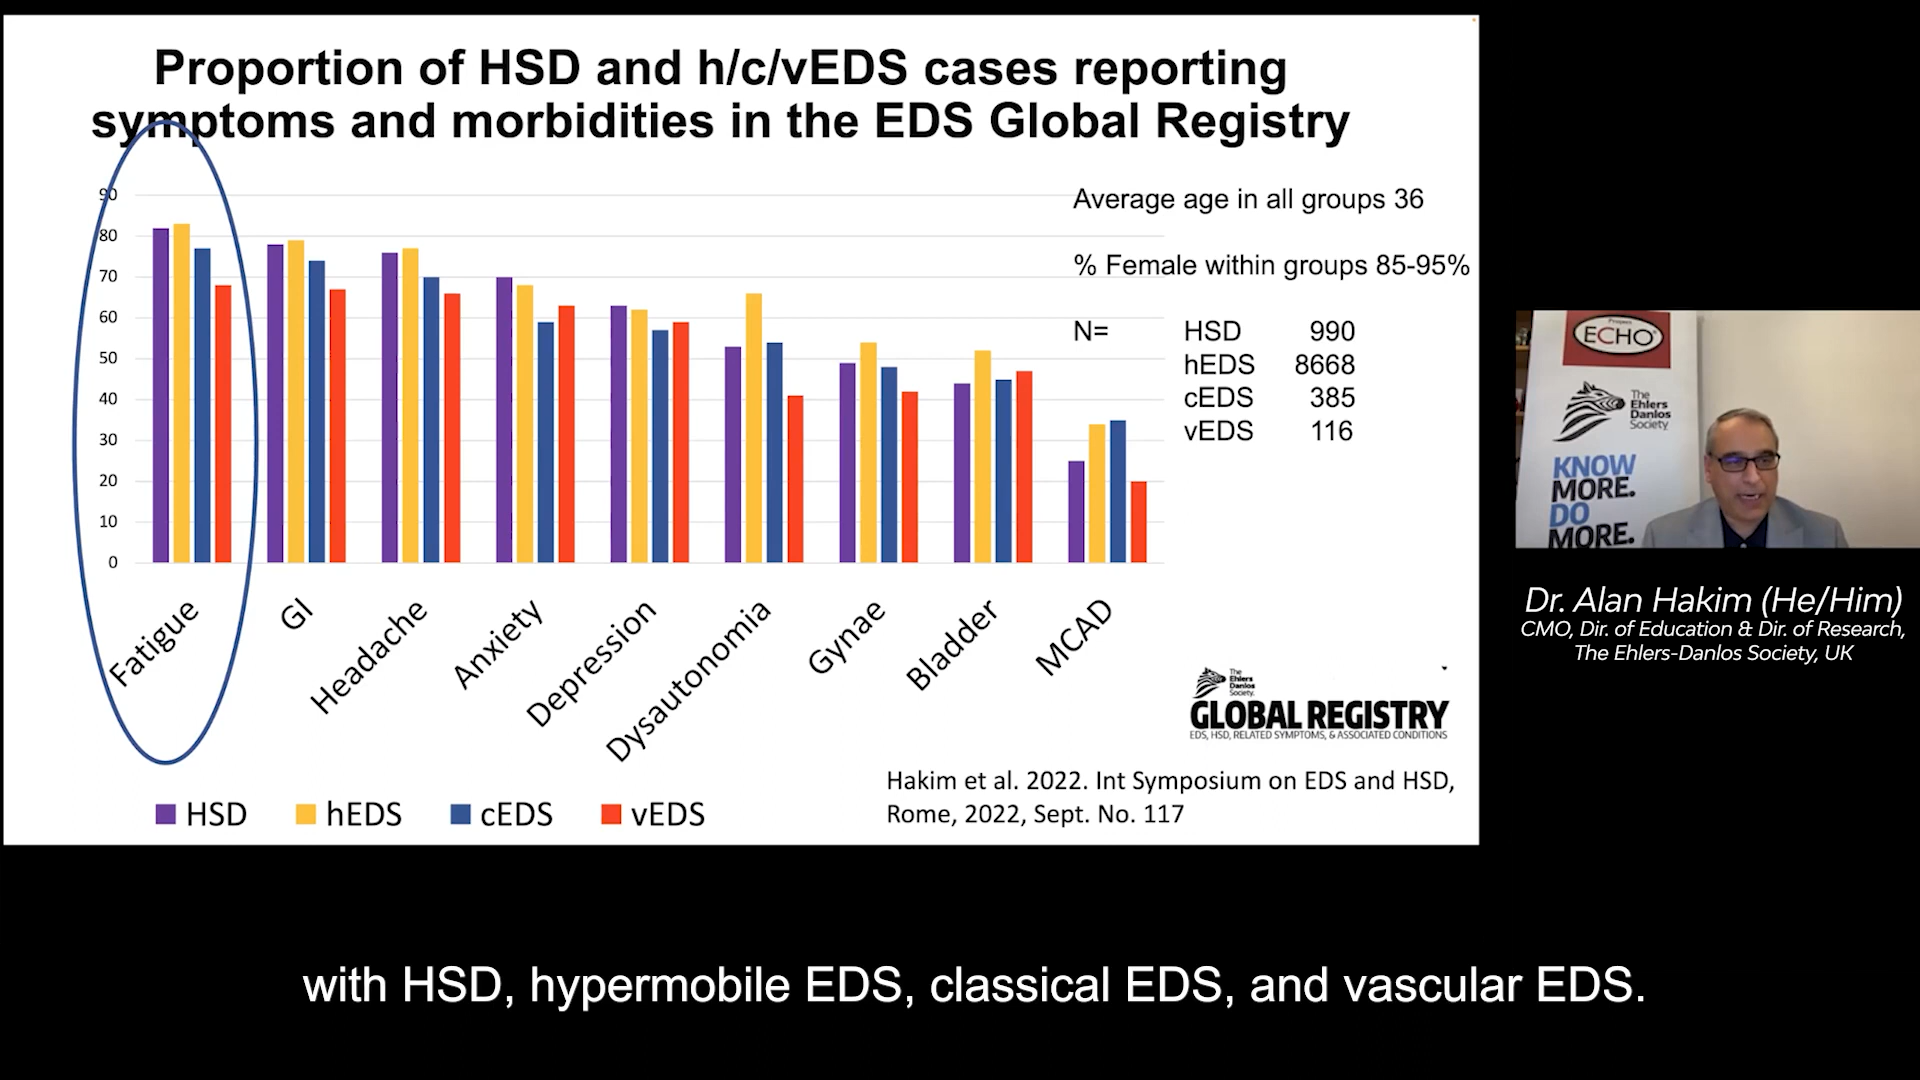 Proportion of HSD and h/c/vEDS cases reporting
symptoms and morbidities in the EDS Global Registry
90
80
70
60
50
40
30
20
10
0
Fatigue
GI
Headache
Anxiety
Depression
Dysautonomia
Gynae
Bladder
MCAD
HSD hEDS cEDS vEDS
Average age in all groups 36
% Female within groups 85-95%
N= HSD 990
hEDS 8668
cEDS 385
vEDS 116
The
Ehlers
Danlos
Society.
GLOBAL REGISTRY
EDS, HSD, RELATED SYMPTOMS, & ASSOCIATED CONDITIONS
Hakim et al. 2022. Int Symposium on EDS and HSD,
Rome, 2022, Sept. No. 117
Project
ECHO®
The
Ehlers
Danlos
Society
KNOW
MORE.
DO
MORE.
Dr. Alan Hakim (He/Him)
CMO, Dir. of Education & Dir. of Research,
The Ehlers-Danlos Society, UK
with HSD, hypermobile EDS, classical EDS, and vascular EDS.